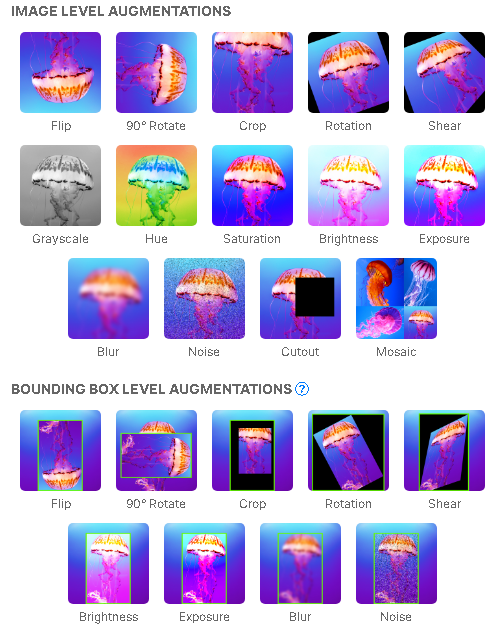 IMAGE LEVEL AUGMENTATIONS
Flip 90° Rotate Crop Rotation Shear
Grayscale Hue Saturation Brightness Exposure
Blur Noise Cutout Mosaic
BOUNDING BOX LEVEL AUGMENTATIONS ?
Flip 90° Rotate Crop Rotation Shear
Brightness Exposure Blur Noise